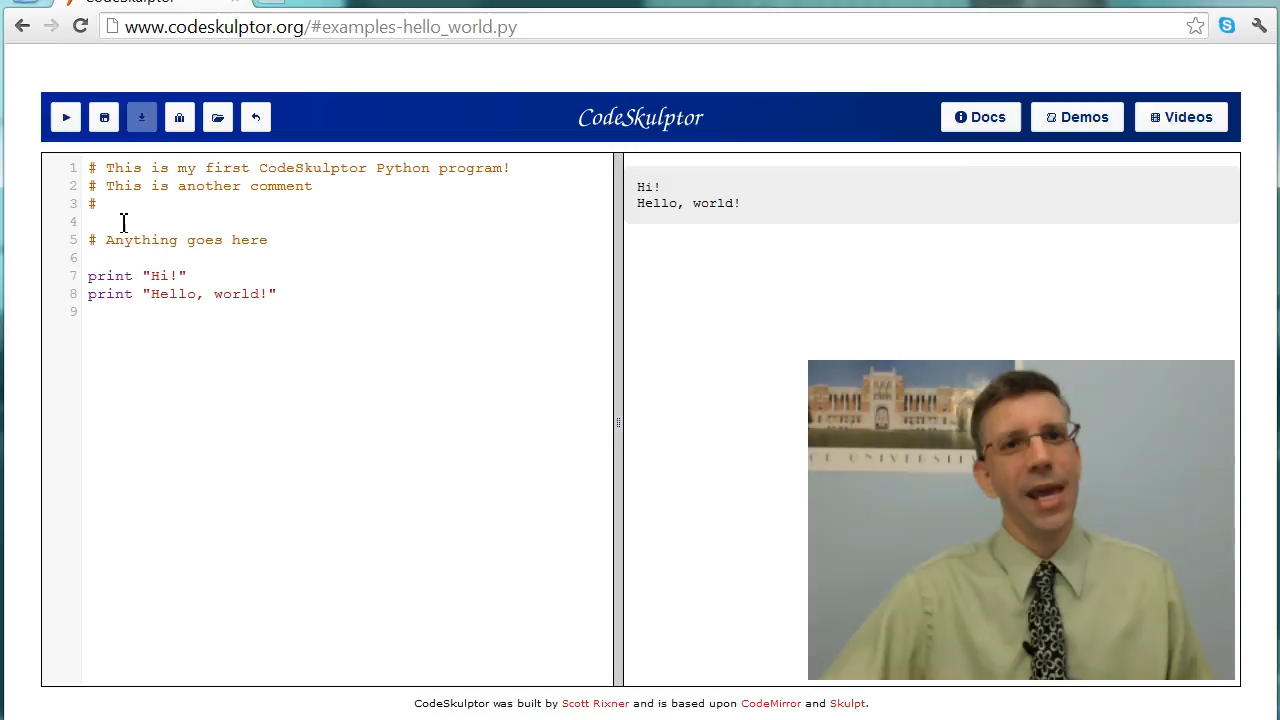 CodeSkulptor
www.codeskulptor.org/#examples-hello_world.py
CodeSkulptor
Docs
Demos
Videos
1 # This is my first CodeSkulptor Python program!
2 # This is another comment
3 #
4
5 # Anything goes here
6
7 print "Hi!"
8 print "Hello, world!"
9
Hi!
Hello, world!
CodeSkulptor was built by Scott Rixner and is based upon CodeMirror and Skulpt.